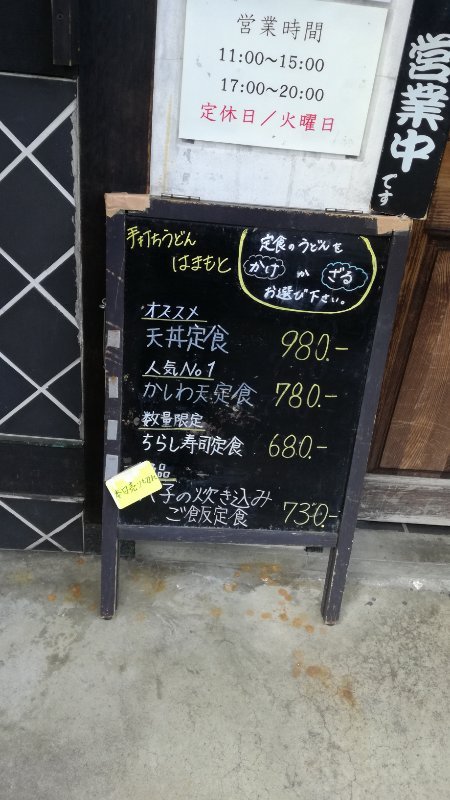 営業時間
11:00〜15:00
17:00〜20:00
定休日/火曜日
営業中
です
手打ちうどん
はまもと
定食のうどんを
かけ か ざる
お選び下さい。
オススメ
天丼定食 980.-
人気No.1
かしわ天定食 780.-
数量限定
ちらし寿司定食 680.-
品
子の炊き込み
ご飯定食 730.-